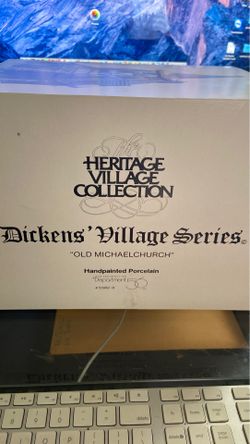 The
HERITAGE
VILLAGE
COLLECTION
Dickens' Village Series©
"OLD MICHAELCHURCH"
Handpainted Porcelain
Department 56